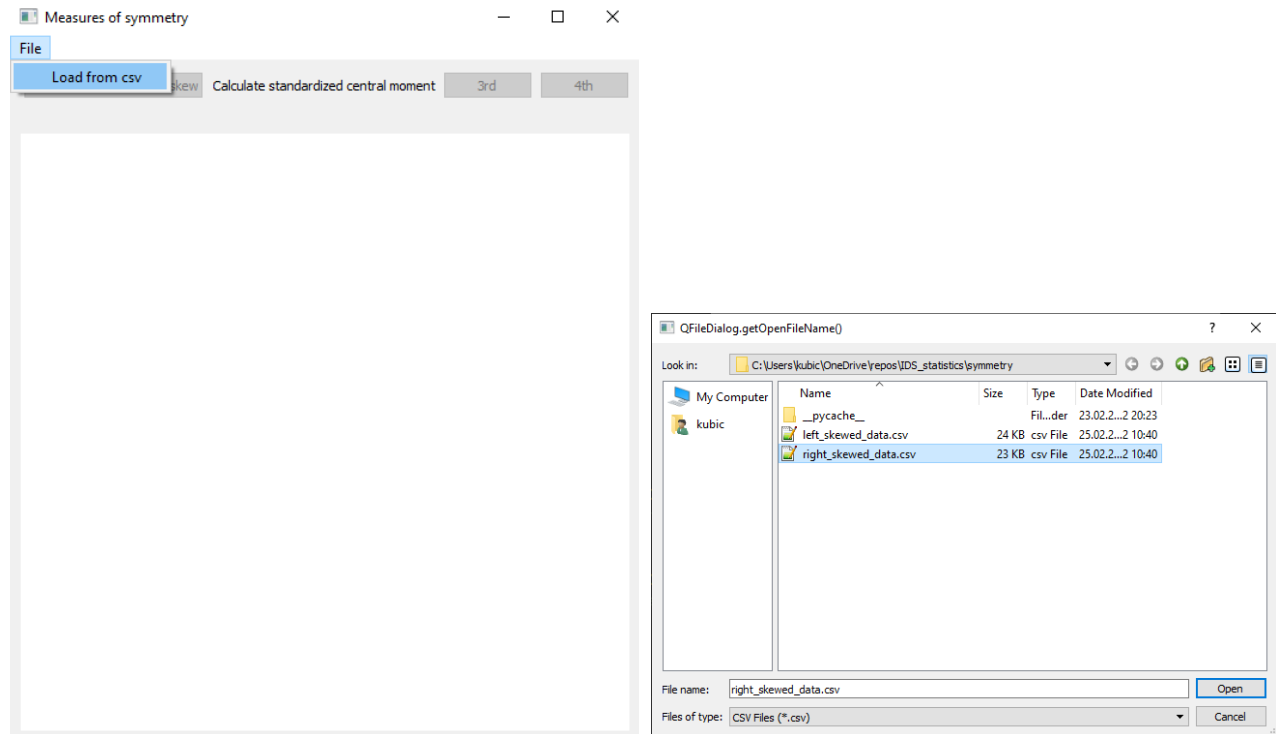 Measures of symmetry
File
Load from csv
skew Calculate standardized central moment 3rd 4th
QFileDialog.getOpenFileName()
Look in: C:\Users\kubic\OneDrive\repos\IDS_statistics\symmetry
My Computer
kubic
Name Size Type Date Modified
__pycache__ Fil...der 23.02.2...2 20:23
left_skewed_data.csv 24 KB csv File 25.02.2...2 10:40
right_skewed_data.csv 23 KB csv File 25.02.2...2 10:40
File name: right_skewed_data.csv Open
Files of type: CSV Files (*.csv) Cancel